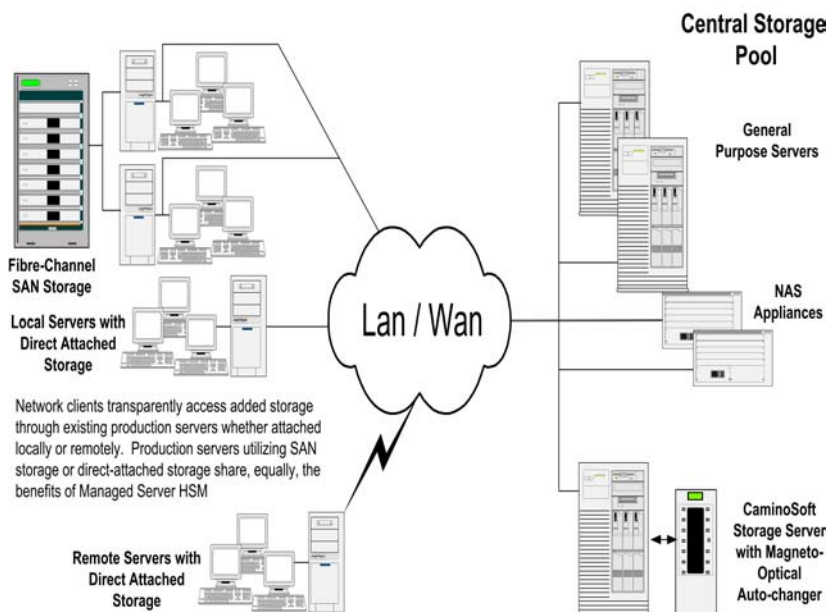 Central Storage
Pool
General
Purpose Servers
Fibre-Channel
SAN Storage
NAS
Appliances
Lan / Wan
Local Servers with
Direct Attached
Storage
Network clients transparently access added storage
through existing production servers whether attached
locally or remotely. Production servers utilizing SAN
storage or direct-attached storage share, equally, the
benefits of Managed Server HSM
CaminoSoft
Storage Server
with Magneto-
Optical
Auto-changer
Remote Servers with
Direct Attached
Storage